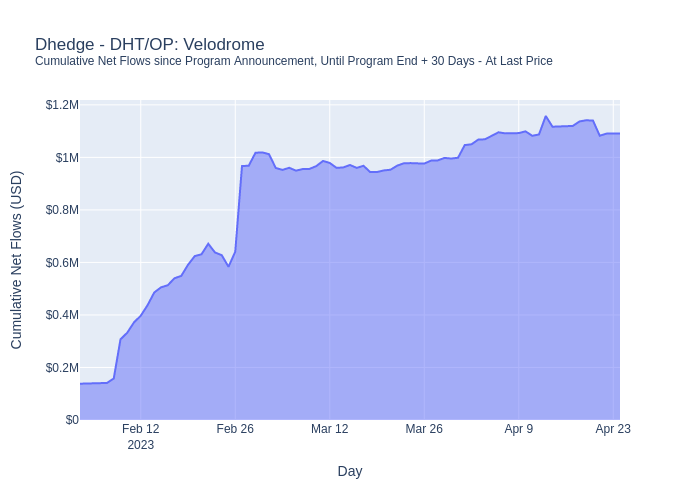 Dhedge - DHT/OP: Velodrome
Cumulative Net Flows since Program Announcement, Until Program End + 30 Days - At Last Price
Cumulative Net Flows (USD)
$1.2M
$1M
$0.8M
$0.6M
$0.4M
$0.2M
$0
Feb 12
2023
Feb 26
Mar 12
Mar 26
Apr 9
Apr 23
Day